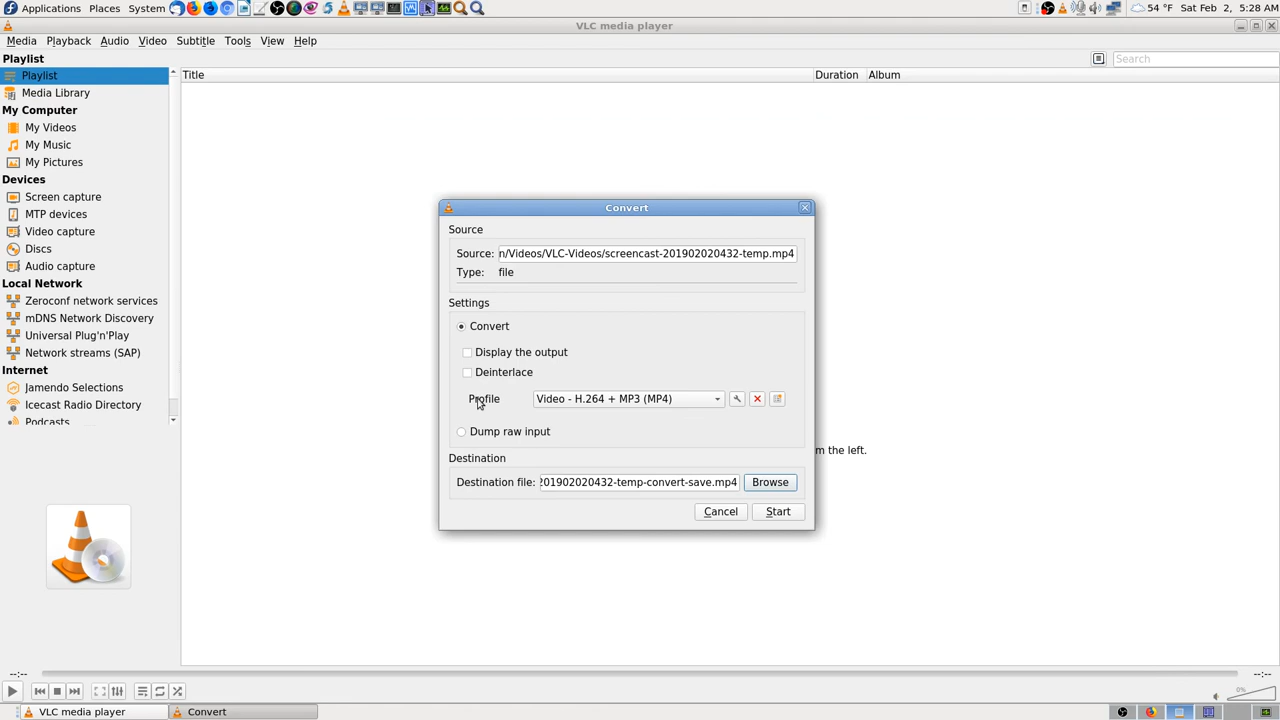 Applications Places System
54 °F Sat Feb 2, 5:28 AM
VLC media player
Media Playback Audio Video Subtitle Tools View Help
Playlist
Playlist
Media Library
My Computer
My Videos
My Music
My Pictures
Devices
Screen capture
MTP devices
Video capture
Discs
Audio capture
Local Network
Zeroconf network services
mDNS Network Discovery
Universal Plug'n'Play
Network streams (SAP)
Internet
Jamendo Selections
Icecast Radio Directory
Podcasts
Search
Title Duration Album
Convert
Source
Source: n/Videos/VLC-Videos/screencast-201902020432-temp.mp4
Type: file
Settings
Convert
Display the output
Deinterlace
Profile Video - H.264 + MP3 (MP4)
Dump raw input
Destination
Destination file: 201902020432-temp-convert-save.mp4 Browse
Cancel Start
m the left.
--:-- --:--
0%
VLC media player Convert